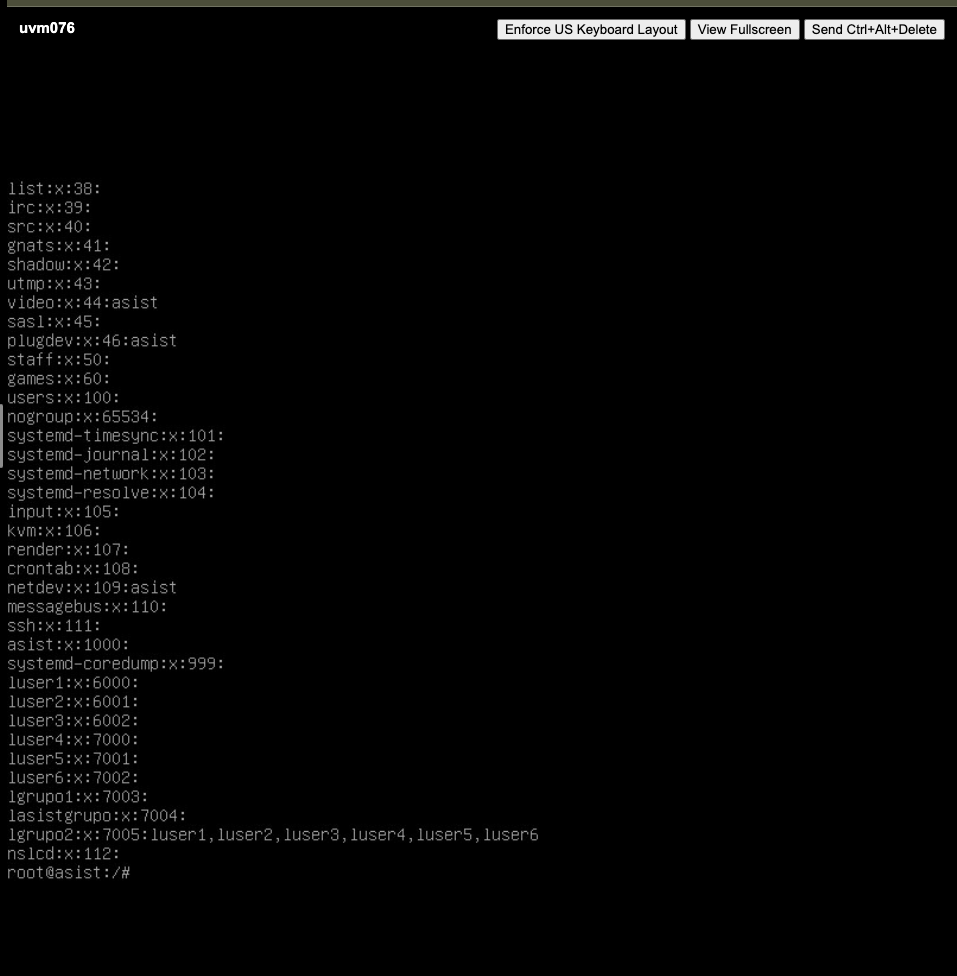 uvm076
Enforce US Keyboard Layout View Fullscreen Send Ctrl+Alt+Delete
list:x:38:
irc:x:39:
src:x:40:
gnats:x:41:
shadow:x:42:
utmp:x:43:
video:x:44:asist
sasl:x:45:
plugdev:x:46:asist
staff:x:50:
games:x:60:
users:x:100:
nogroup:x:65534:
systemd-timesync:x:101:
systemd-journal:x:102:
systemd-network:x:103:
systemd-resolve:x:104:
input:x:105:
kvm:x:106:
render:x:107:
crontab:x:108:
netdev:x:109:asist
messagebus:x:110:
ssh:x:111:
asist:x:1000:
systemd-coredump:x:999:
luser1:x:6000:
luser2:x:6001:
luser3:x:6002:
luser4:x:7000:
luser5:x:7001:
luser6:x:7002:
lgrupo1:x:7003:
lasistgrupo:x:7004:
lgrupo2:x:7005:luser1,luser2,luser3,luser4,luser5,luser6
nslcd:x:112:
root@asist:/#